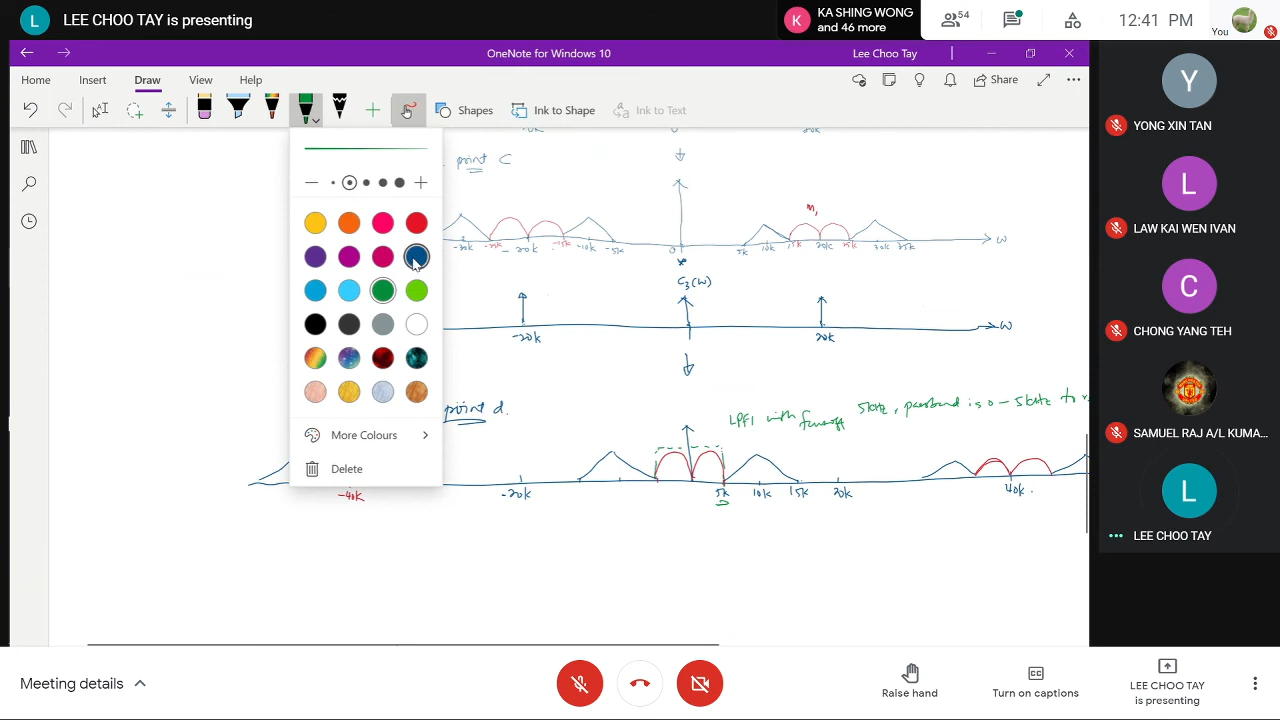 L LEE CHOO TAY is presenting
K KA SHING WONG and 46 more
54
12:41 PM
You
OneNote for Windows 10
Lee Choo Tay
Home Insert Draw View Help
Share
Shapes Ink to Shape Ink to Text
More Colours
Delete
point C
m1
-30k -20k -15k -10k -5k 0 5k 10k 15k 20k 25k 30k 35k ω
C3(ω)
-20k 20k ω
point d.
LPF1 with 5kHz, passband is 0-5kHz to
-40k -20k 5k 10k 15k 20k 40k.
Y
YONG XIN TAN
L
LAW KAI WEN IVAN
C
CHONG YANG TEH
SAMUEL RAJ A/L KUMA...
L
LEE CHOO TAY
Meeting details
Raise hand
Turn on captions
LEE CHOO TAY
is presenting